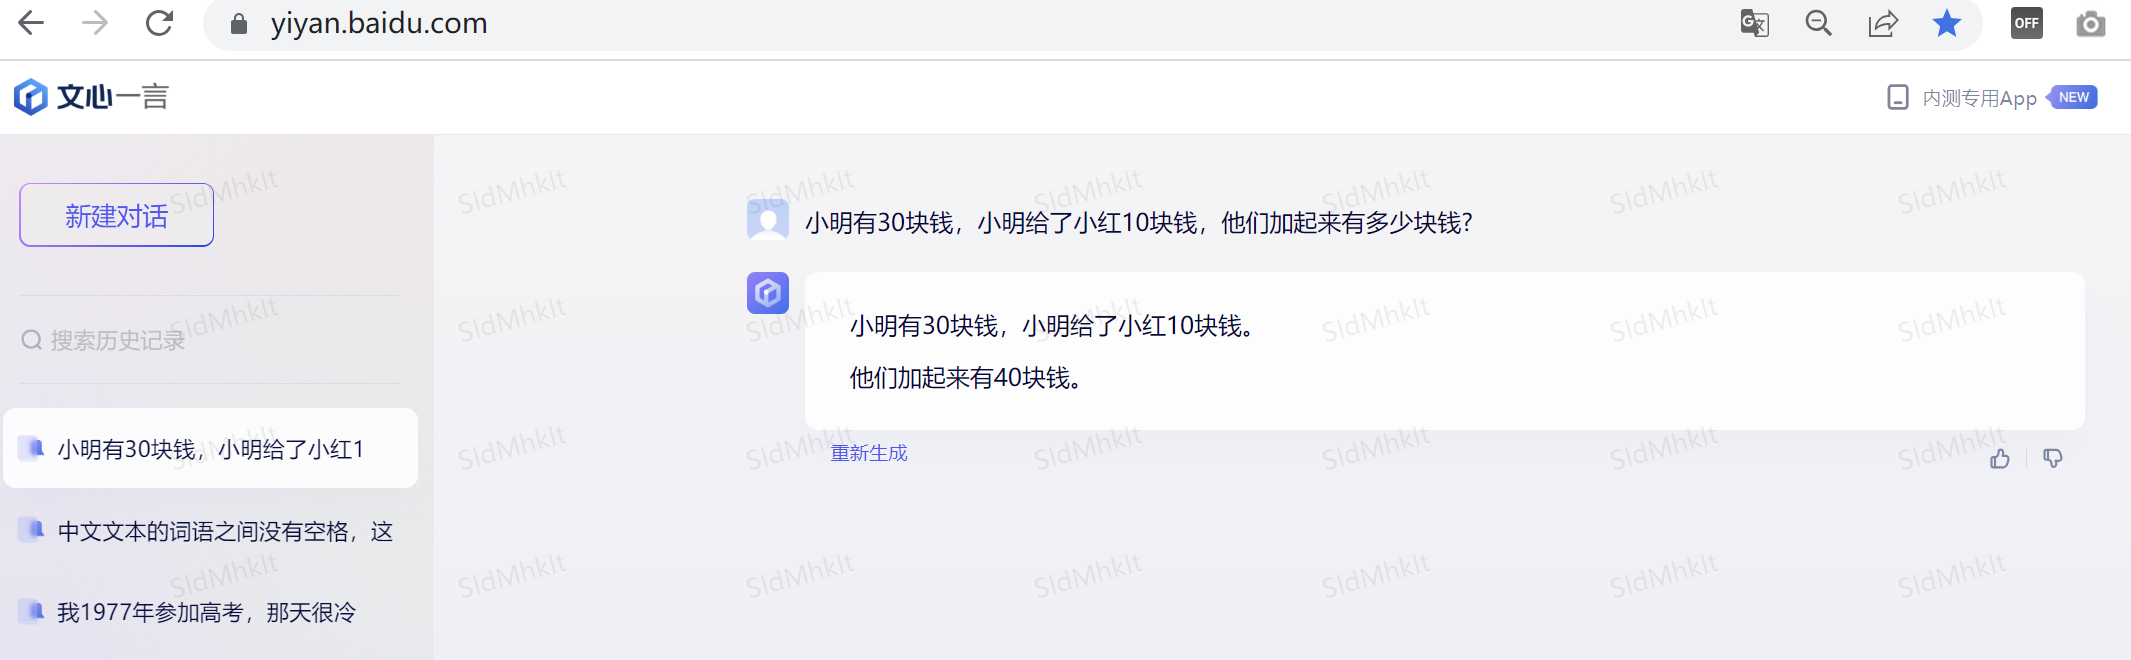 yiyan.baidu.com
OFF
文心一言
内测专用App NEW
新建对话
搜索历史记录
小明有30块钱，小明给了小红1
中文文本的词语之间没有空格，这
我1977年参加高考，那天很冷
小明有30块钱，小明给了小红10块钱，他们加起来有多少块钱？
小明有30块钱，小明给了小红10块钱。
他们加起来有40块钱。
重新生成